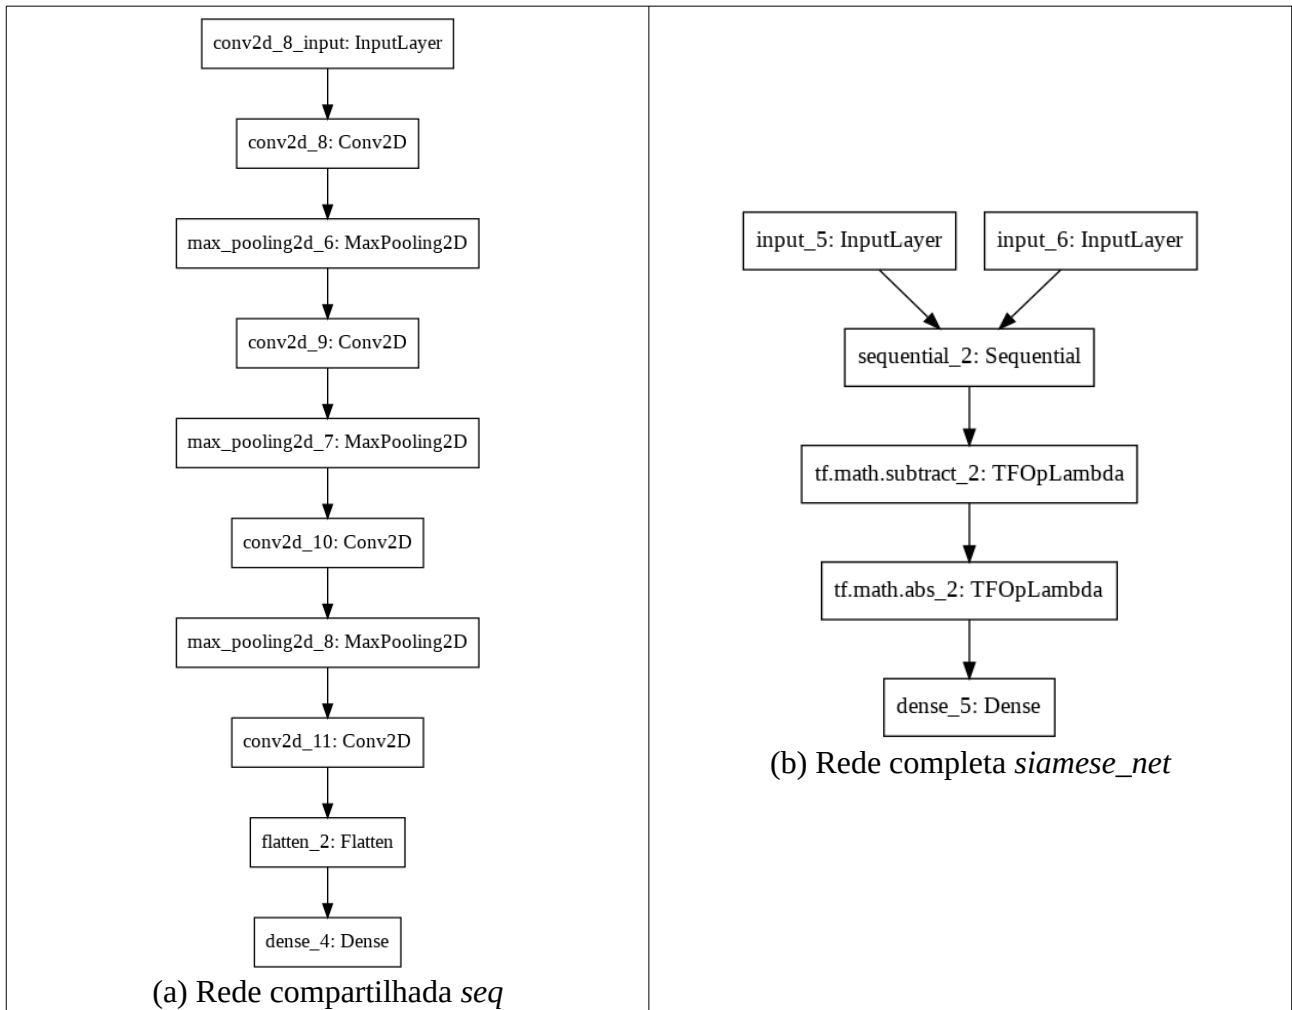 conv2d_8_input: InputLayer
conv2d_8: Conv2D
max_pooling2d_6: MaxPooling2D
conv2d_9: Conv2D
max_pooling2d_7: MaxPooling2D
conv2d_10: Conv2D
max_pooling2d_8: MaxPooling2D
conv2d_11: Conv2D
flatten_2: Flatten
dense_4: Dense
(a) Rede compartilhada seq
input_5: InputLayer
input_6: InputLayer
sequential_2: Sequential
tf.math.subtract_2: TFOpLambda
tf.math.abs_2: TFOpLambda
dense_5: Dense
(b) Rede completa siamese_net